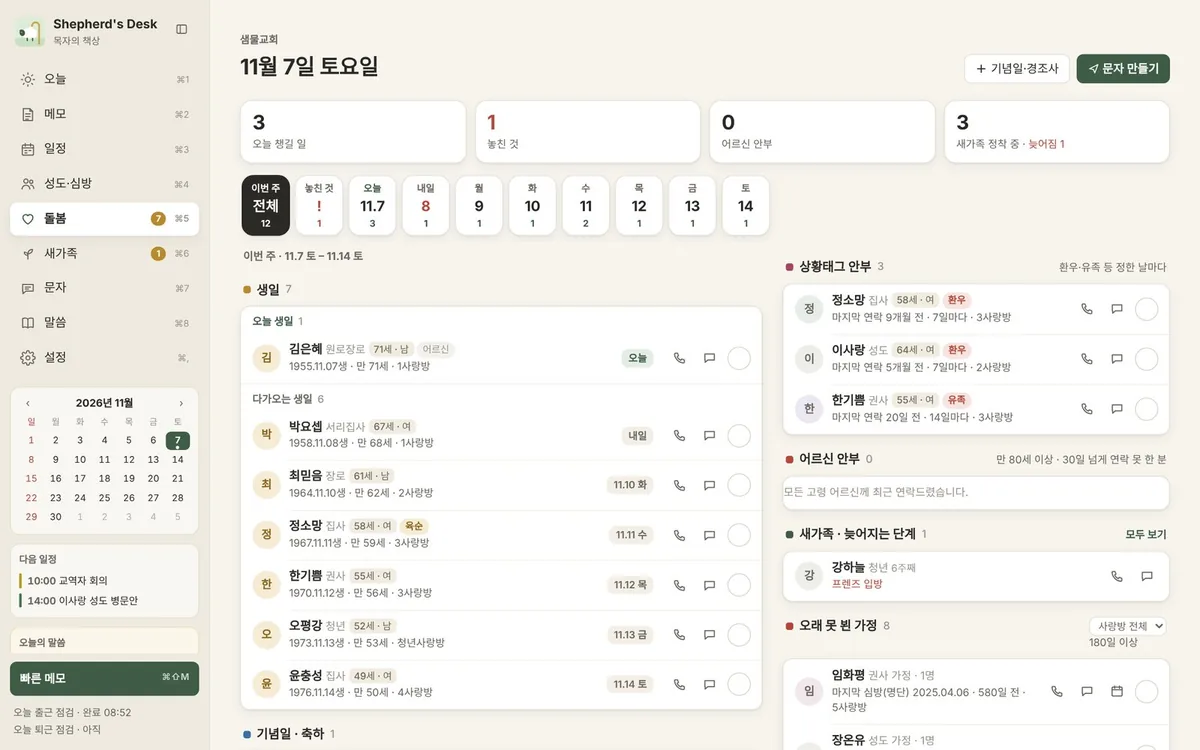 Shepherd's Desk
목자의 책상
오늘 ⌘1
메모 ⌘2
일정 ⌘3
성도·심방 ⌘4
돌봄 7 ⌘5
새가족 1 ⌘6
문자 ⌘7
말씀 ⌘8
설정 ⌘,
‹ 2026년 11월 ›
일 월 화 수 목 금 토
1 2 3 4 5 6 7
8 9 10 11 12 13 14
15 16 17 18 19 20 21
22 23 24 25 26 27 28
29 30 1 2 3 4 5
다음 일정
10:00 교역자 회의
14:00 이사랑 성도 병문안
오늘의 말씀
빠른 메모 ⌘⇧M
오늘 출근 점검 · 완료 08:52
오늘 퇴근 점검 · 아직
샘물교회
11월 7일 토요일
+ 기념일·경조사
문자 만들기
3
오늘 챙길 일
1
놓친 것
0
어르신 안부
3
새가족 정착 중 · 늦어짐 1
이번 주 전체 12
놓친 것 ! 1
오늘 11.7 3
내일 8 1
월 9 1
화 10 1
수 11 2
목 12 1
금 13 1
토 14 1
이번 주 · 11.7 토 – 11.14 토
생일 7
오늘 생일 1
김 김은혜 원로장로 71세 · 남 어르신
1955.11.07생 · 만 71세 · 1사랑방
오늘
다가오는 생일 6
박 박요셉 서리집사 67세 · 여
1958.11.08생 · 만 68세 · 1사랑방
내일
최 최믿음 장로 61세 · 남
1964.11.10생 · 만 62세 · 2사랑방
11.10 화
정 정소망 집사 58세 · 여 육순
1967.11.11생 · 만 59세 · 3사랑방
11.11 수
한 한기쁨 권사 55세 · 여
1970.11.12생 · 만 56세 · 3사랑방
11.12 목
오 오평강 청년 52세 · 남
1973.11.13생 · 만 53세 · 청년사랑방
11.13 금
윤 윤충성 집사 49세 · 여
1976.11.14생 · 만 50세 · 4사랑방
11.14 토
기념일 · 축하 1
상황태그 안부 3
환우·유족 등 정한 날마다
정 정소망 집사 58세 · 여 환우
마지막 연락 9개월 전 · 7일마다 · 3사랑방
이 이사랑 성도 64세 · 여 환우
마지막 연락 5개월 전 · 7일마다 · 2사랑방
한 한기쁨 권사 55세 · 여 유족
마지막 연락 20일 전 · 14일마다 · 3사랑방
어르신 안부 0
만 80세 이상 · 30일 넘게 연락 못 한 분
모든 고령 어르신께 최근 연락드렸습니다.
새가족 · 늦어지는 단계 1
모두 보기
강 강하늘 청년 6주째
프렌즈 입방
오래 못 뵌 가정 8
사랑방 전체
180일 이상
임 임화평 권사 가정 · 1명
마지막 심방(명단) 2025.04.06 · 580일 전 ·
5사랑방
장온유 성도 가정 · 1명